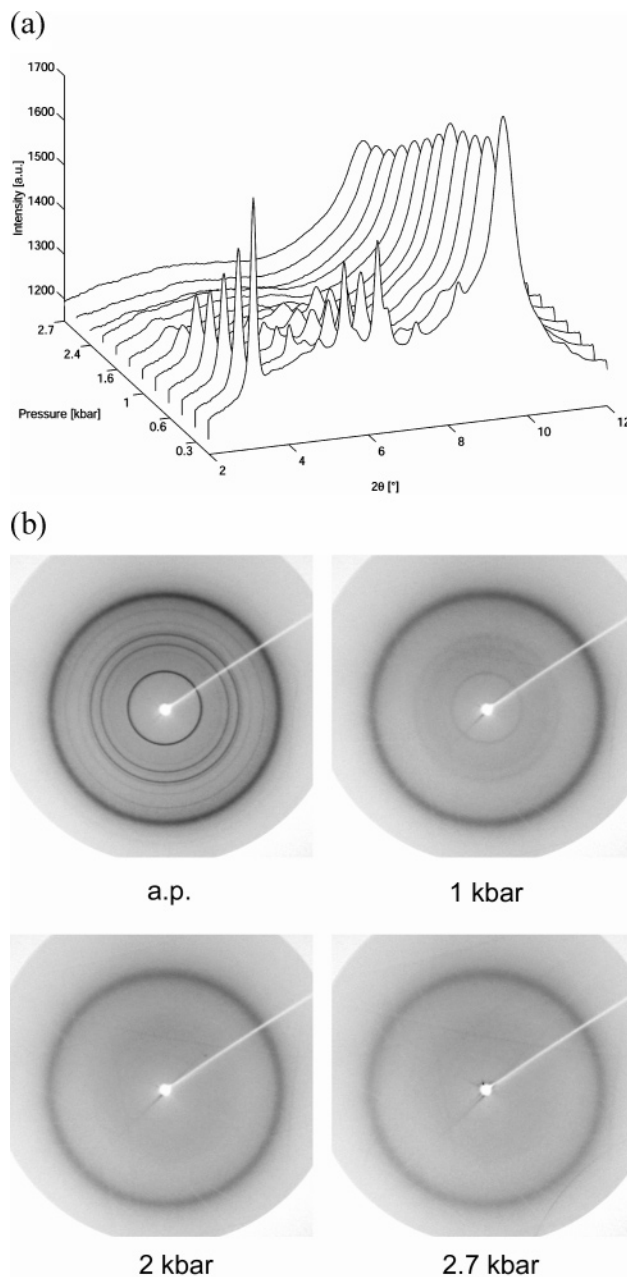 (a)
1700
1600
1500
1400
1300
1200
Intensity [a.u.]
2.7
2.4
1.6
1
0.6
0.3
Pressure [kbar]
2
4
6
8
10
12
2θ [°]
(b)
a.p.
1 kbar
2 kbar
2.7 kbar